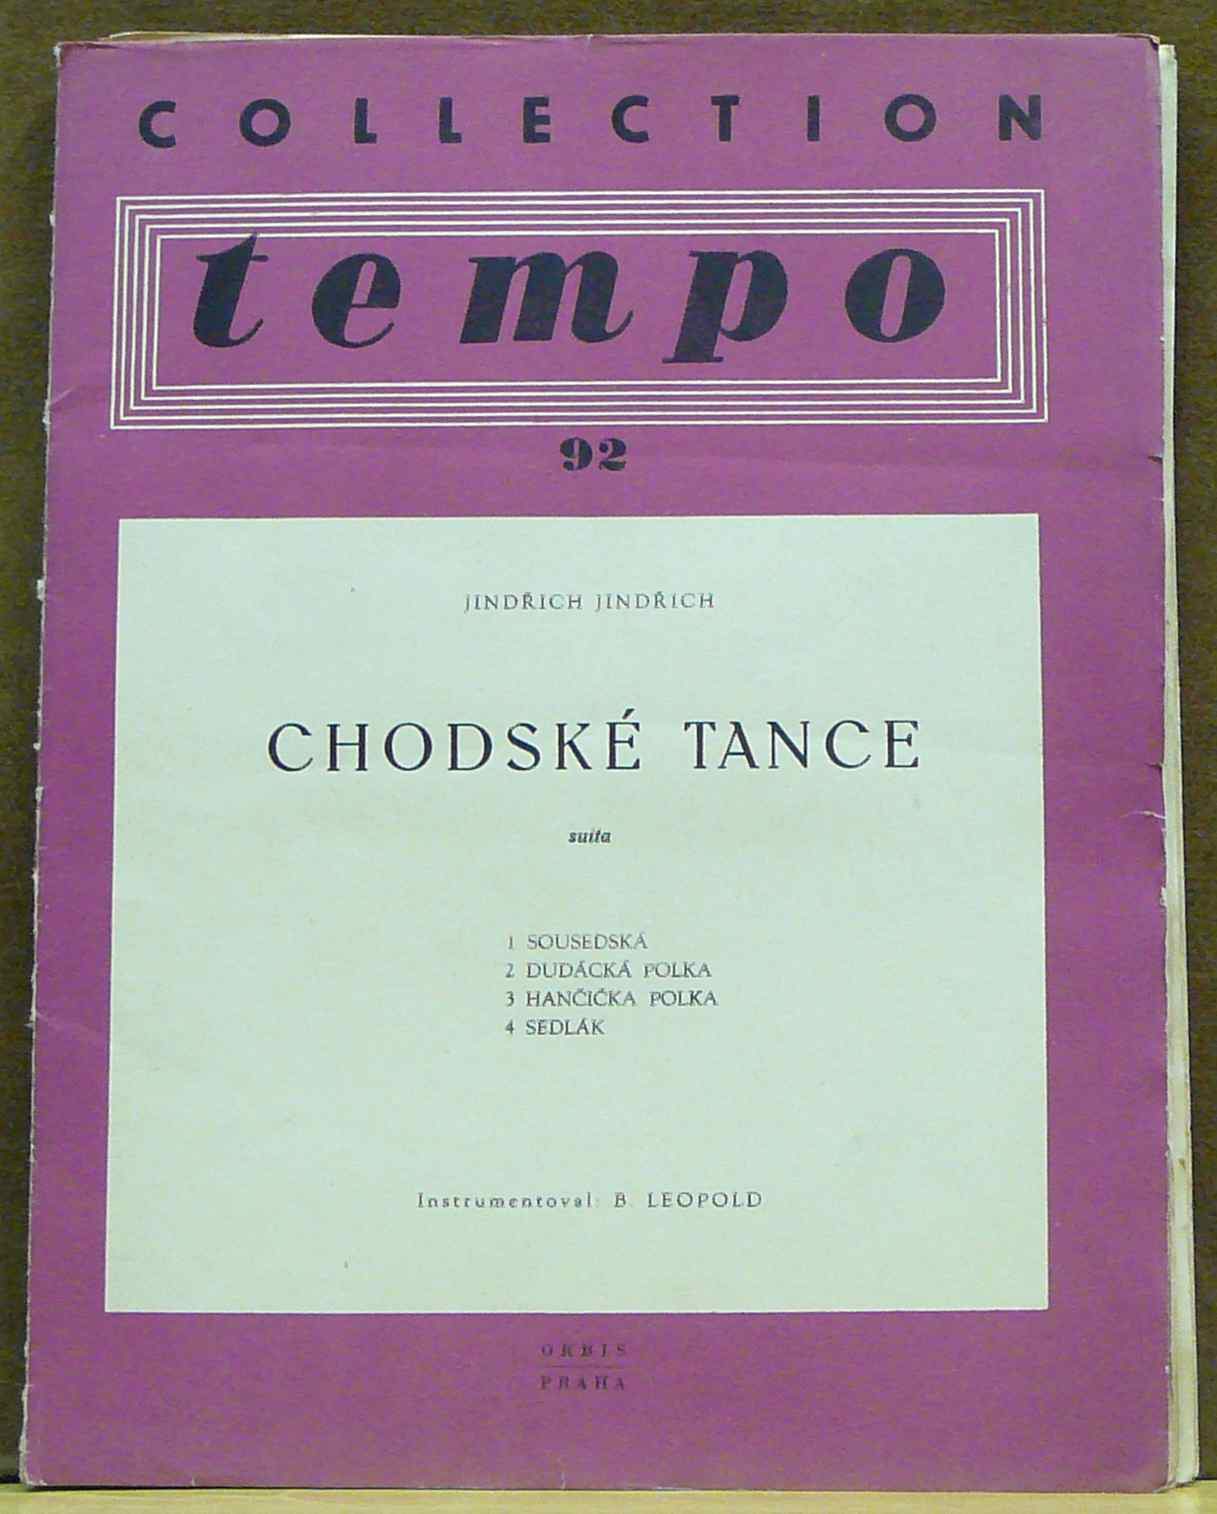 COLLECTION
tempo
92
JINDŘICH JINDŘICH
CHODSKÉ TANCE
suita
1 SOUSEDSKÁ
2 DUDÁCKÁ POLKA
3 HANČIČKA POLKA
4 SEDLÁK
Instrumentoval: B. LEOPOLD
ORBIS
PRAHA